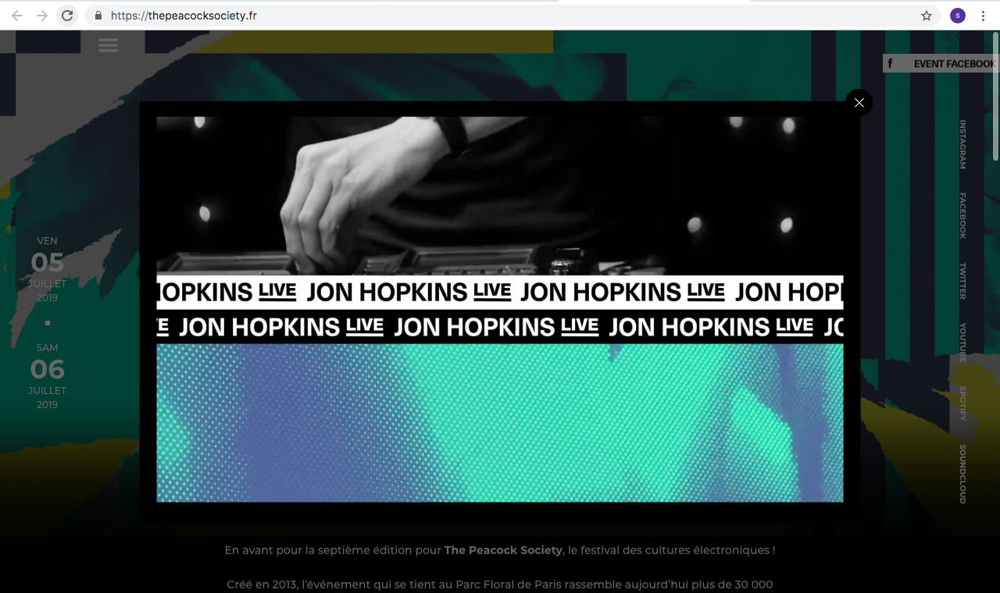 https://thepeacocksociety.fr
S
f EVENT FACEBOOK
INSTAGRAM
FACEBOOK
TWITTER
YOUTUBE
SPOTIFY
SOUNDCLOUD
VEN
05
JUILLET
2019
SAM
06
JUILLET
2019
HOPKINS LIVE JON HOPKINS LIVE JON HOPKINS LIVE JON HOPK
VE JON HOPKINS LIVE JON HOPKINS LIVE JON HOPKINS LIVE JO
En avant pour la septième édition pour The Peacock Society, le festival des cultures électroniques !
Créé en 2013, l'événement qui se tient au Parc Floral de Paris rassemble aujourd'hui plus de 30 000